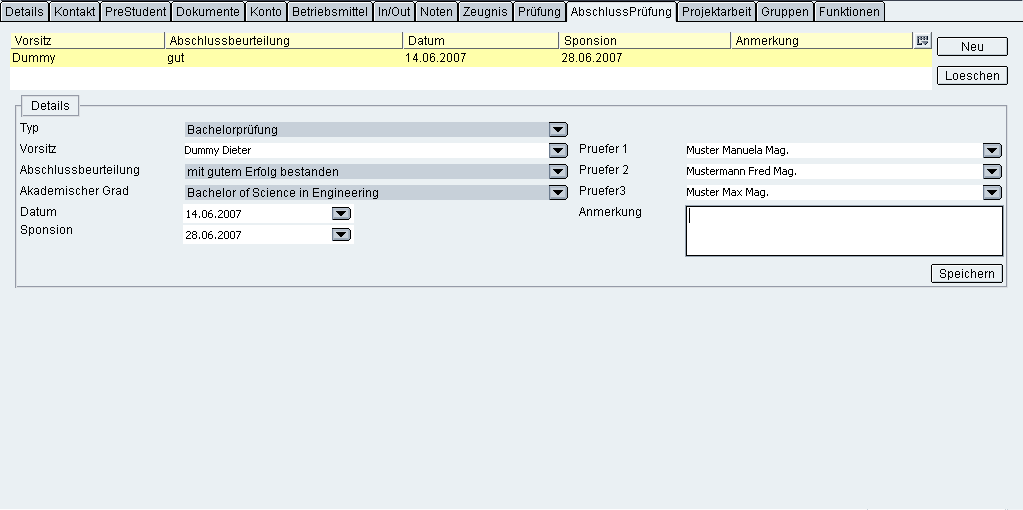 Details Kontakt PreStudent Dokumente Konto Betriebsmittel In/Out Noten Zeugnis Prüfung AbschlussPrüfung Projektarbeit Gruppen Funktionen
Vorsitz Abschlussbeurteilung Datum Sponsion Anmerkung
Neu
Dummy gut 14.06.2007 28.06.2007
Loeschen
Details
Typ Bachelorprüfung
Vorsitz Dummy Dieter Pruefer 1 Muster Manuela Mag.
Abschlussbeurteilung mit gutem Erfolg bestanden Pruefer 2 Mustermann Fred Mag.
Akademischer Grad Bachelor of Science in Engineering Pruefer3 Muster Max Mag.
Datum 14.06.2007 Anmerkung
Sponsion 28.06.2007
Speichern